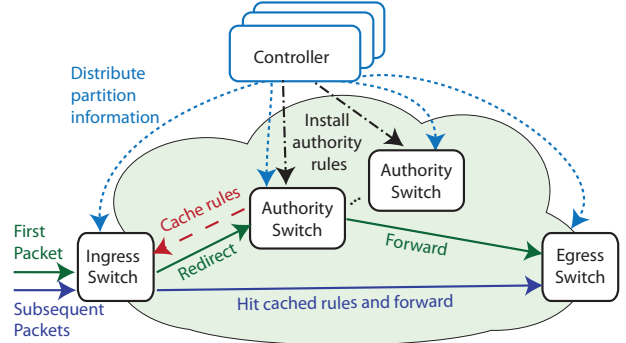 Controller
Distribute
partition
information
Install
authority
rules
Authority
Switch
Cache rules
Authority
Switch
First
Packet
Ingress
Switch
Redirect
Forward
Egress
Switch
Subsequent
Packets
Hit cached rules and forward